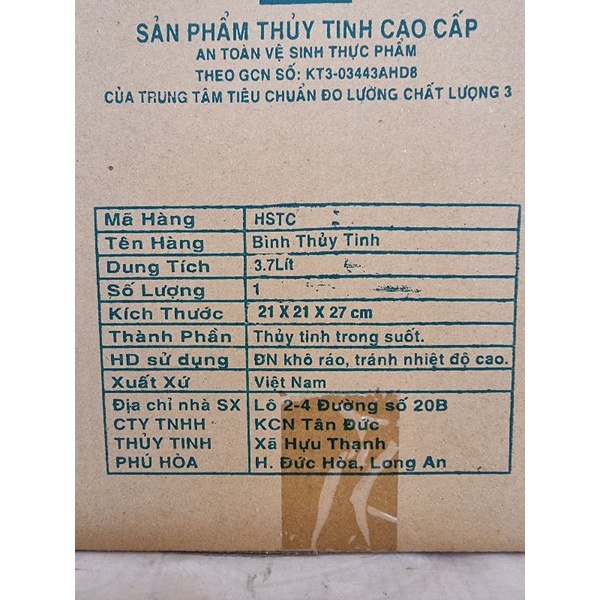 SẢN PHẨM THỦY TINH CAO CẤP
AN TOÀN VỆ SINH THỰC PHẨM
THEO GCN SỐ: KT3-03443AHD8
CỦA TRUNG TÂM TIÊU CHUẨN ĐO LƯỜNG CHẤT LƯỢNG 3
Mã Hàng HSTC
Tên Hàng Bình Thủy Tinh
Dung Tích 3.7Lít
Số Lượng 1
Kích Thước 21 X 21 X 27 cm
Thành Phần Thủy tinh trong suốt.
HD sử dụng ĐN khô ráo, tránh nhiệt độ cao.
Xuất Xứ Việt Nam
Địa chỉ nhà SX Lô 2-4 Đường số 20B
CTY TNHH KCN Tân Đức
THỦY TINH Xã Hựu Thạnh
PHÚ HÒA H. Đức Hòa, Long An